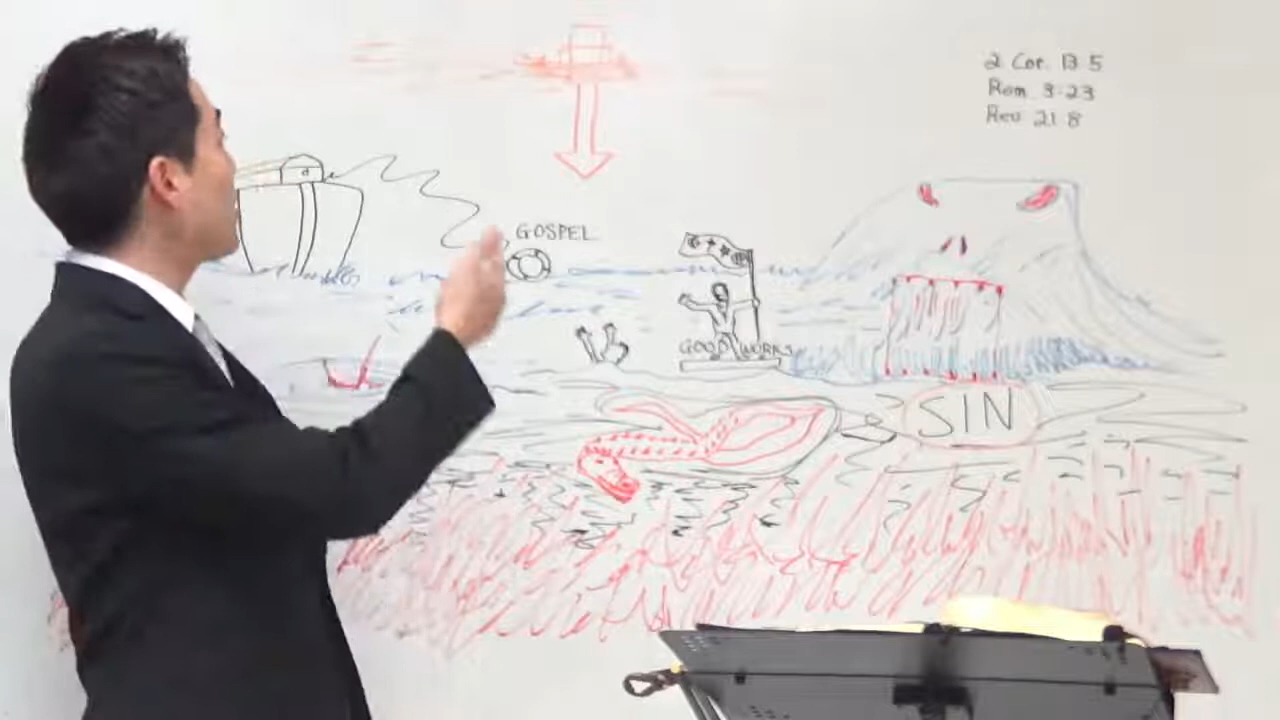 2 Cor. 13 5
Rom 3:23
Rev 21 8
GOSPEL
GOOD WORKS
SIN